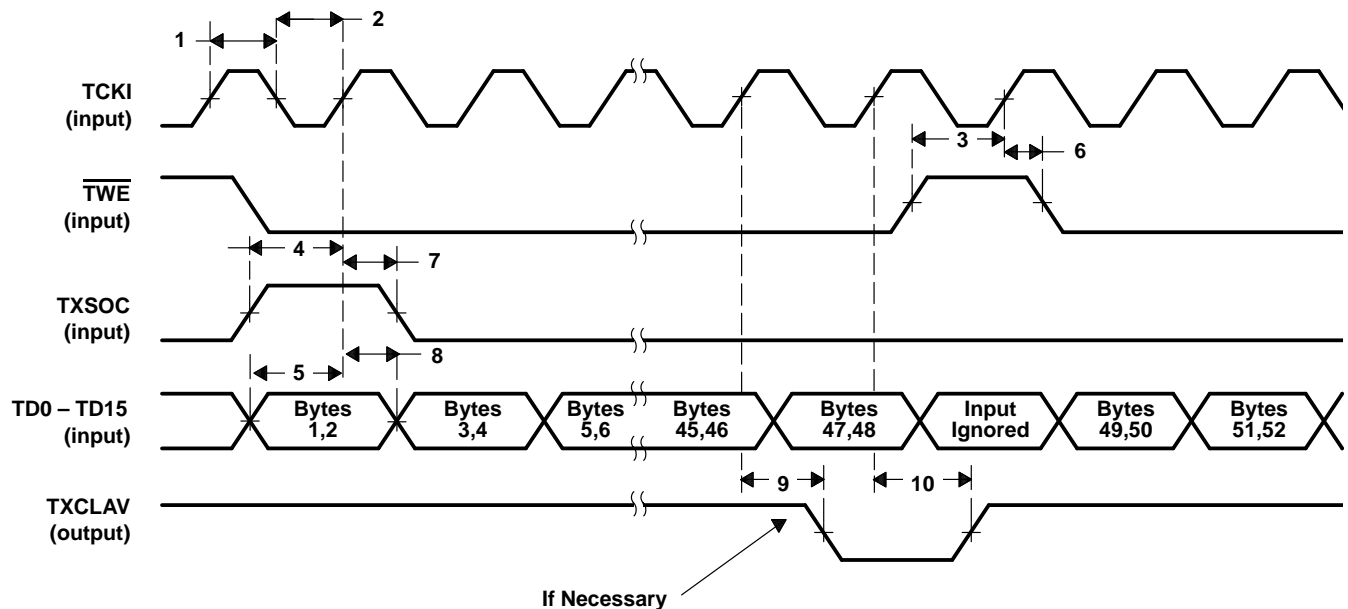 2
1
TCKI
(input)
3
6
TWE
(input)
4
7
TXSOC
(input)
8
5
TD0 – TD15
(input)
Bytes
1,2
Bytes
3,4
Bytes
5,6
Bytes
45,46
Bytes
47,48
Input
Ignored
Bytes
49,50
Bytes
51,52
9
10
TXCLAV
(output)
If Necessary